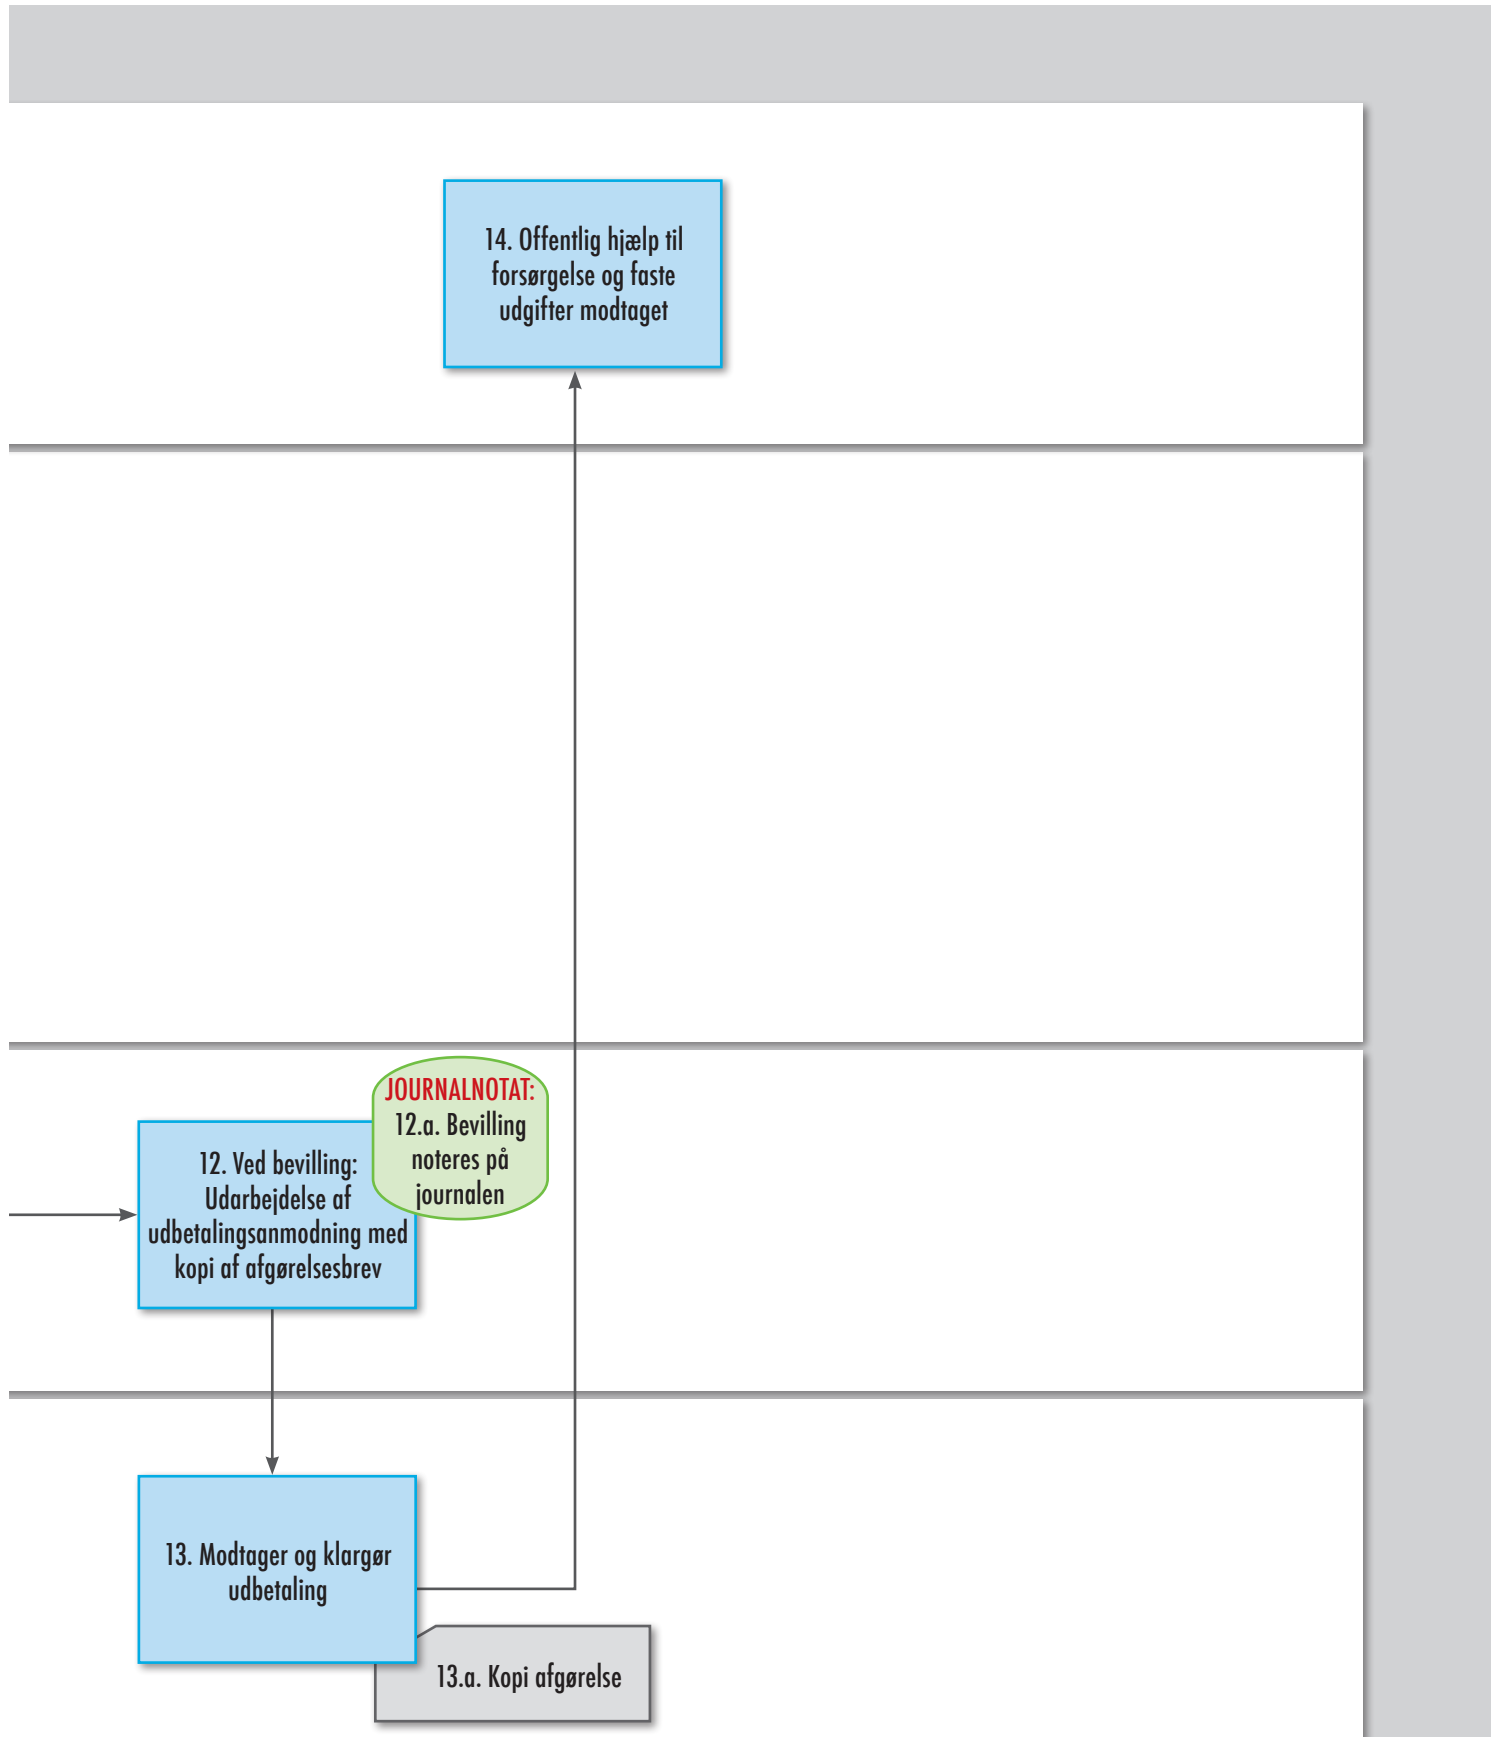 14. Offentlig hjælp til
forsørgelse og faste
udgifter modtaget
JOURNALNOTAT:
12.a. Bevilling
noteres på
journalen
12. Ved bevilling:
Udarbejdelse af
udbetalingsanmodning med
kopi af afgørelsesbrev
13. Modtager og klargør
udbetaling
13.a. Kopi afgørelse